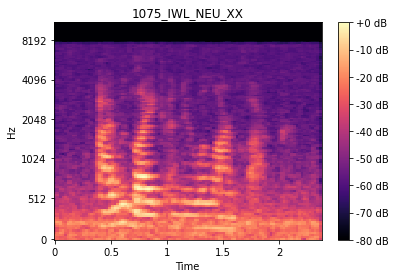 1075_IWL_NEU_XX
+0 dB
8192
-10 dB
4096
-20 dB
-30 dB
2048
Hz
-40 dB
1024
-50 dB
512
-60 dB
-70 dB
0
-80 dB
0 0.5 1 1.5 2
Time